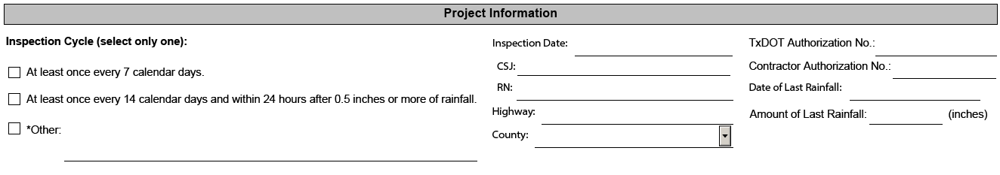 Project Information
Inspection Cycle (select only one):
At least once every 7 calendar days.
At least once every 14 calendar days and within 24 hours after 0.5 inches or more of rainfall.
*Other:
Inspection Date:
CSJ:
RN:
Highway:
County:
TxDOT Authorization No.:
Contractor Authorization No.:
Date of Last Rainfall:
Amount of Last Rainfall: (inches)